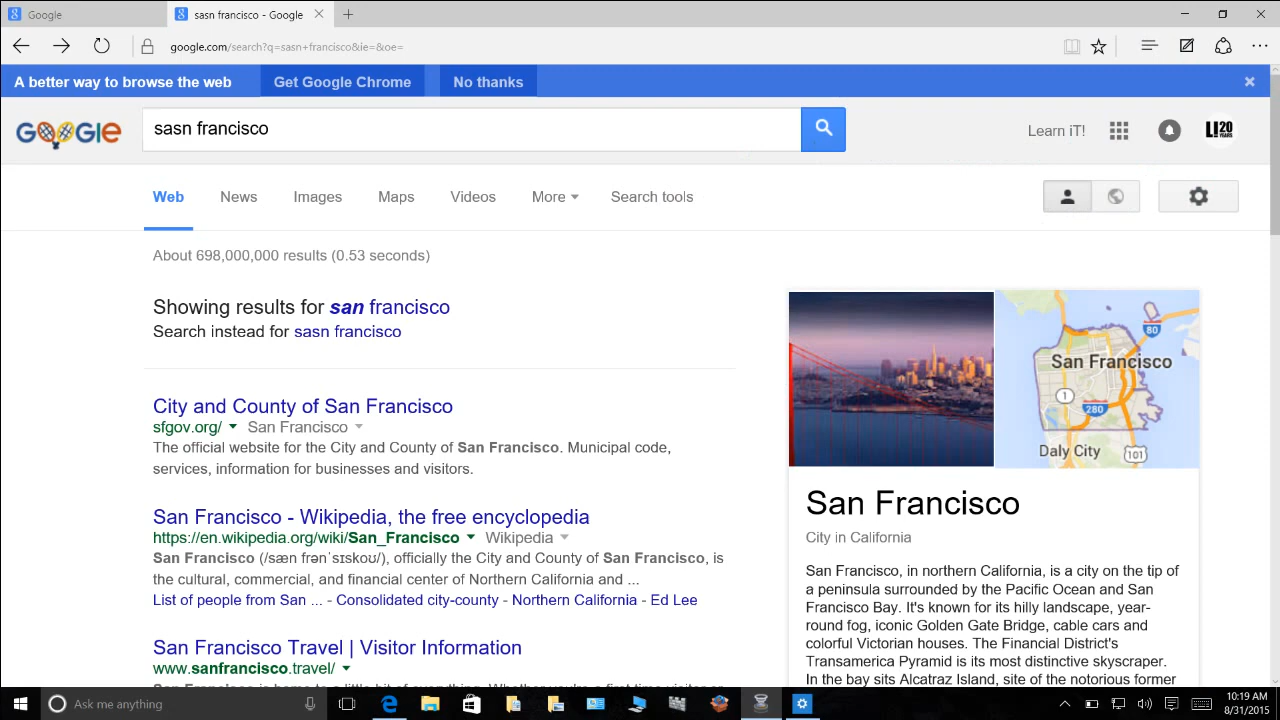 Google
sasn francisco - Google
google.com/search?q=sasn+francisco&ie=&oe=
A better way to browse the web
Get Google Chrome
No thanks
Google
sasn francisco
Learn iT!
LI!20
YEARS
Web
News
Images
Maps
Videos
More
Search tools
About 698,000,000 results (0.53 seconds)
Showing results for san francisco
Search instead for sasn francisco
City and County of San Francisco
sfgov.org/ San Francisco
The official website for the City and County of San Francisco. Municipal code,
services, information for businesses and visitors.
San Francisco - Wikipedia, the free encyclopedia
https://en.wikipedia.org/wiki/San_Francisco Wikipedia
San Francisco (/sæn frənˈsɪskoʊ/), officially the City and County of San Francisco, is
the cultural, commercial, and financial center of Northern California and ...
List of people from San ... - Consolidated city-county - Northern California - Ed Lee
San Francisco Travel | Visitor Information
www.sanfrancisco.travel/
80
San Francisco
1
280
Daly City
101
San Francisco
City in California
San Francisco, in northern California, is a city on the tip of
a peninsula surrounded by the Pacific Ocean and San
Francisco Bay. It's known for its hilly landscape, year-
round fog, iconic Golden Gate Bridge, cable cars and
colorful Victorian houses. The Financial District's
Transamerica Pyramid is its most distinctive skyscraper.
In the bay sits Alcatraz Island, site of the notorious former
Ask me anything
10:19 AM
8/31/2015